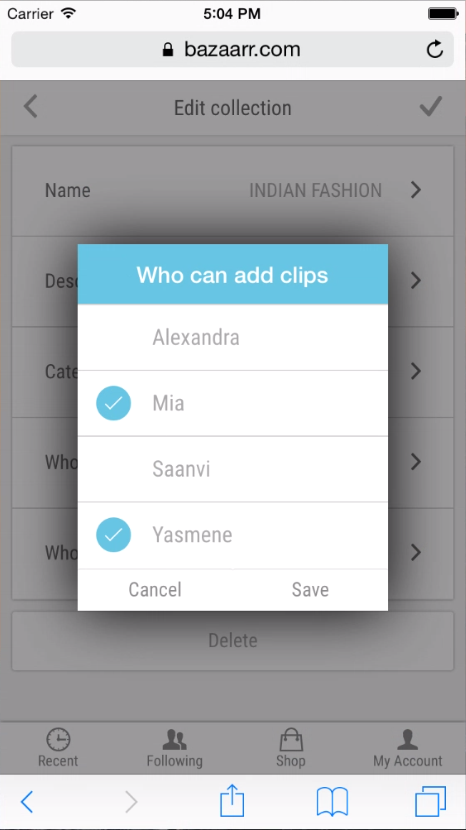 Carrier 5:04 PM
bazaarr.com
Edit collection
Name INDIAN FASHION
Who can add clips
Desc
Alexandra
Cate
Mia
Who
Saanvi
Who
Yasmene
Cancel Save
Delete
Recent Following Shop My Account